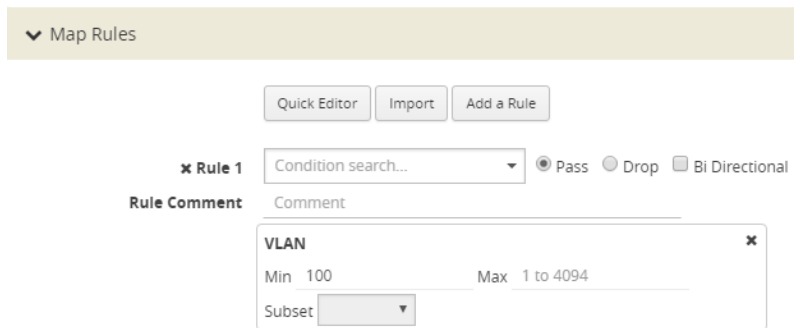 Map Rules
Quick Editor Import Add a Rule
Rule 1 Condition search... Pass Drop Bi Directional
Rule Comment Comment
VLAN
Min 100 Max 1 to 4094
Subset